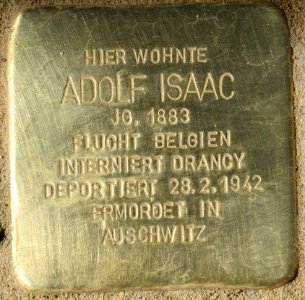 HIER WOHNTE
ADOLF ISAAC
JG. 1883
FLUCHT BELGIEN
INTERNIERT DRANCY
DEPORTIERT 28.2.1942
ERMORDET IN
AUSCHWITZ